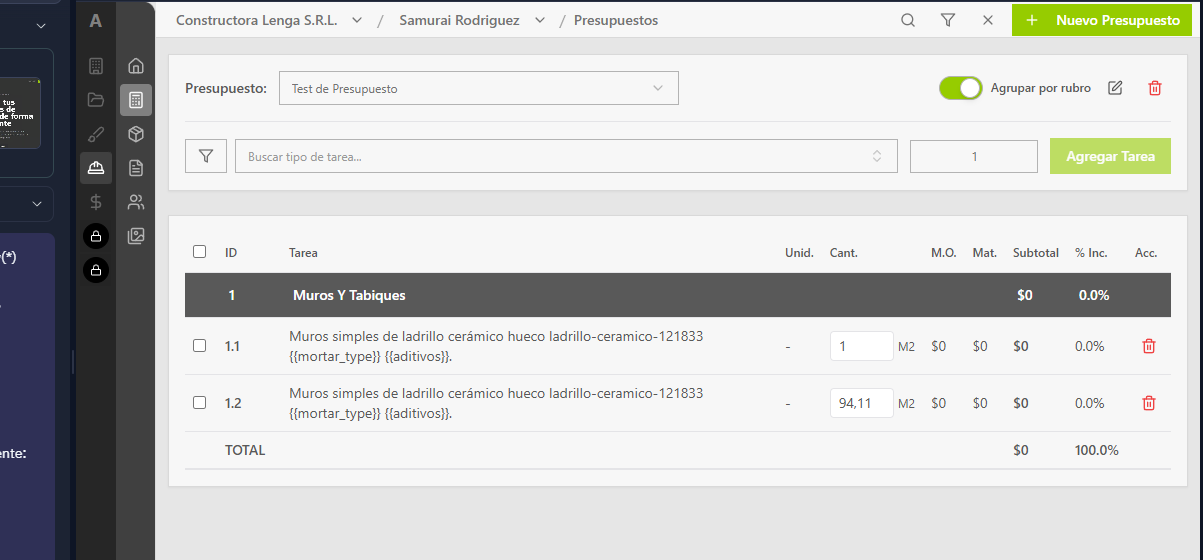 A
Constructora Lenga S.R.L. / Samurai Rodriguez / Presupuestos
+ Nuevo Presupuesto
tus
s de
de forma
nte
(*)
ente:
Presupuesto: Test de Presupuesto
Agrupar por rubro
Buscar tipo de tarea...
1
Agregar Tarea
ID Tarea Unid. Cant. M.O. Mat. Subtotal % Inc. Acc.
1 Muros Y Tabiques $0 0.0%
1.1 Muros simples de ladrillo cerámico hueco ladrillo-ceramico-121833
{{mortar_type}} {{aditivos}}.
- 1 M2 $0 $0 $0 0.0%
1.2 Muros simples de ladrillo cerámico hueco ladrillo-ceramico-121833
{{mortar_type}} {{aditivos}}.
- 94,11 M2 $0 $0 $0 0.0%
TOTAL $0 100.0%